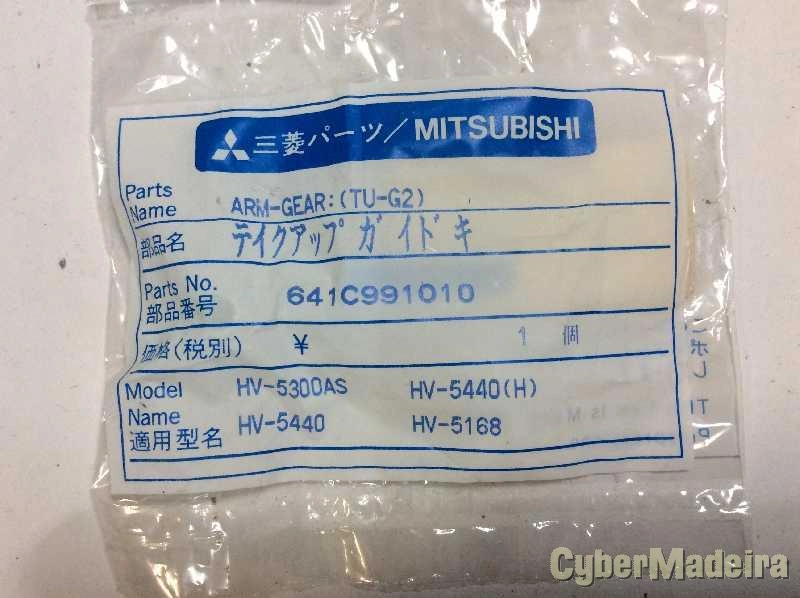 三菱パーツ/MITSUBISHI
Parts Name ARM-GEAR:(TU-G2)
部品名 テイクアップ ガイド キ
Parts No. 部品番号 641C991010
価格(税別) ¥ 1 個
Model Name 適用型名
HV-5300AS HV-5440(H)
HV-5440 HV-5168
CyberMadeira